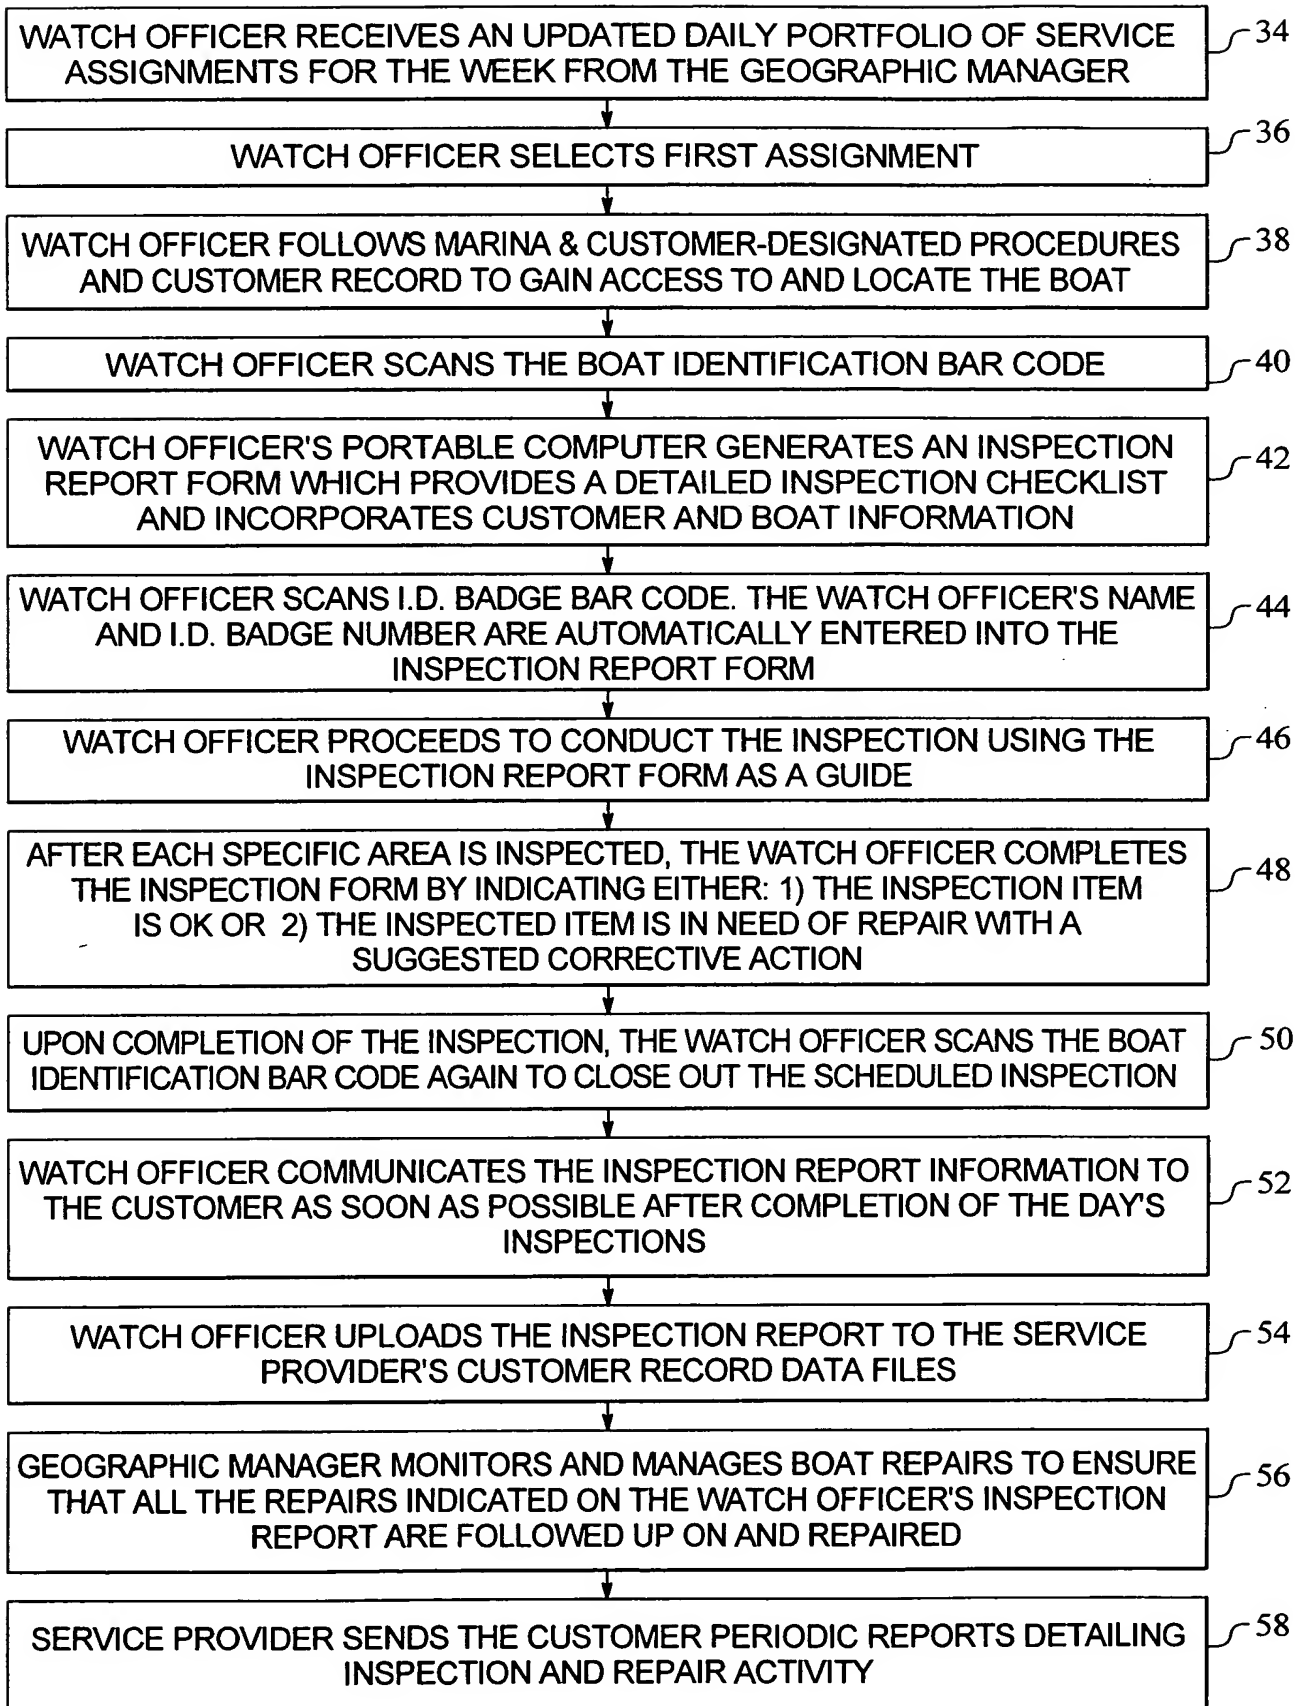 WATCH OFFICER RECEIVES AN UPDATED DAILY PORTFOLIO OF SERVICE
ASSIGNMENTS FOR THE WEEK FROM THE GEOGRAPHIC MANAGER
34
WATCH OFFICER SELECTS FIRST ASSIGNMENT
36
WATCH OFFICER FOLLOWS MARINA & CUSTOMER-DESIGNATED PROCEDURES
AND CUSTOMER RECORD TO GAIN ACCESS TO AND LOCATE THE BOAT
38
WATCH OFFICER SCANS THE BOAT IDENTIFICATION BAR CODE
40
WATCH OFFICER'S PORTABLE COMPUTER GENERATES AN INSPECTION
REPORT FORM WHICH PROVIDES A DETAILED INSPECTION CHECKLIST
AND INCORPORATES CUSTOMER AND BOAT INFORMATION
42
WATCH OFFICER SCANS I.D. BADGE BAR CODE. THE WATCH OFFICER'S NAME
AND I.D. BADGE NUMBER ARE AUTOMATICALLY ENTERED INTO THE
INSPECTION REPORT FORM
44
WATCH OFFICER PROCEEDS TO CONDUCT THE INSPECTION USING THE
INSPECTION REPORT FORM AS A GUIDE
46
AFTER EACH SPECIFIC AREA IS INSPECTED, THE WATCH OFFICER COMPLETES
THE INSPECTION FORM BY INDICATING EITHER: 1) THE INSPECTION ITEM
IS OK OR 2) THE INSPECTED ITEM IS IN NEED OF REPAIR WITH A
SUGGESTED CORRECTIVE ACTION
48
UPON COMPLETION OF THE INSPECTION, THE WATCH OFFICER SCANS THE BOAT
IDENTIFICATION BAR CODE AGAIN TO CLOSE OUT THE SCHEDULED INSPECTION
50
WATCH OFFICER COMMUNICATES THE INSPECTION REPORT INFORMATION TO
THE CUSTOMER AS SOON AS POSSIBLE AFTER COMPLETION OF THE DAY'S
INSPECTIONS
52
WATCH OFFICER UPLOADS THE INSPECTION REPORT TO THE SERVICE
PROVIDER'S CUSTOMER RECORD DATA FILES
54
GEOGRAPHIC MANAGER MONITORS AND MANAGES BOAT REPAIRS TO ENSURE
THAT ALL THE REPAIRS INDICATED ON THE WATCH OFFICER'S INSPECTION
REPORT ARE FOLLOWED UP ON AND REPAIRED
56
SERVICE PROVIDER SENDS THE CUSTOMER PERIODIC REPORTS DETAILING
INSPECTION AND REPAIR ACTIVITY
58